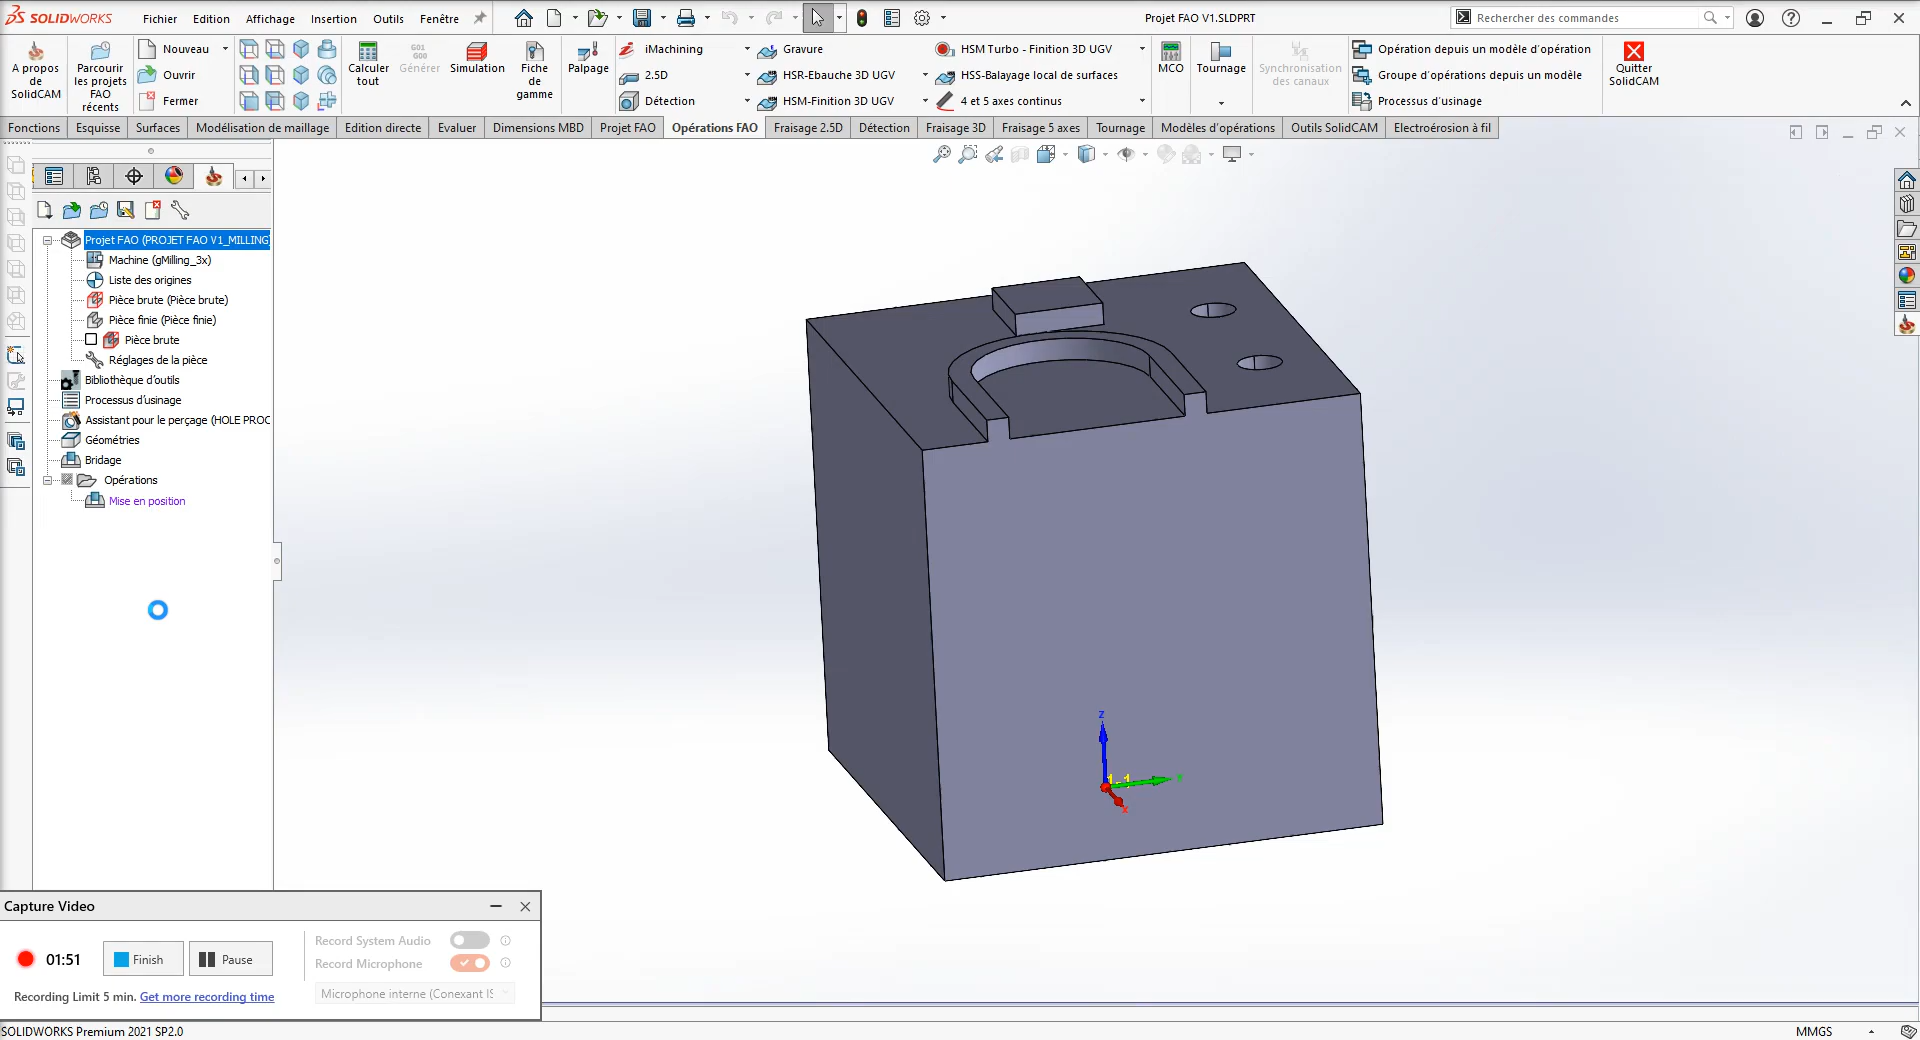 SOLIDWORKS
Fichier Edition Affichage Insertion Outils Fenêtre
Projet FAO V1.SLDPRT
Rechercher des commandes
A propos de SolidCAM
Parcourir les projets FAO récents
Nouveau
Ouvrir
Fermer
Calculer tout
G01 G00
Générer
Simulation
Fiche gamme
Palpage
iMachining
2.5D
Détection
Gravure
HSR-Ebauche 3D UGV
HSM-Finition 3D UGV
HSM Turbo - Finition 3D UGV
HSS-Balayage local de surfaces
4 et 5 axes continus
MCO
Tournage
Synchronisation des canaux
Opération depuis un modèle d'opération
Groupe d'opérations depuis un modèle
Processus d'usinage
Quitter SolidCAM
Fonctions Esquisse Surfaces Modélisation de maillage Edition directe Evaluer Dimensions MBD Projet FAO Opérations FAO Fraisage 2.5D Détection Fraisage 3D Fraisage 5 axes Tournage Modèles d'opérations Outils SolidCAM Electroérosion à fil
Projet FAO (PROJET FAO V1_MILLING
Machine (gMilling_3x)
Liste des origines
Pièce brute (Pièce brute)
Pièce finie (Pièce finie)
Pièce brute
Réglages de la pièce
Bibliothèque d'outils
Processus d'usinage
Assistant pour le perçage (HOLE PROC
Géométries
Bridage
Opérations
Mise en position
Z
1-1
Y
X
Capture Video
01:51
Finish
Pause
Record System Audio
Record Microphone
Microphone interne (Conexant IS
Recording Limit 5 min. Get more recording time
SOLIDWORKS Premium 2021 SP2.0
MMGS